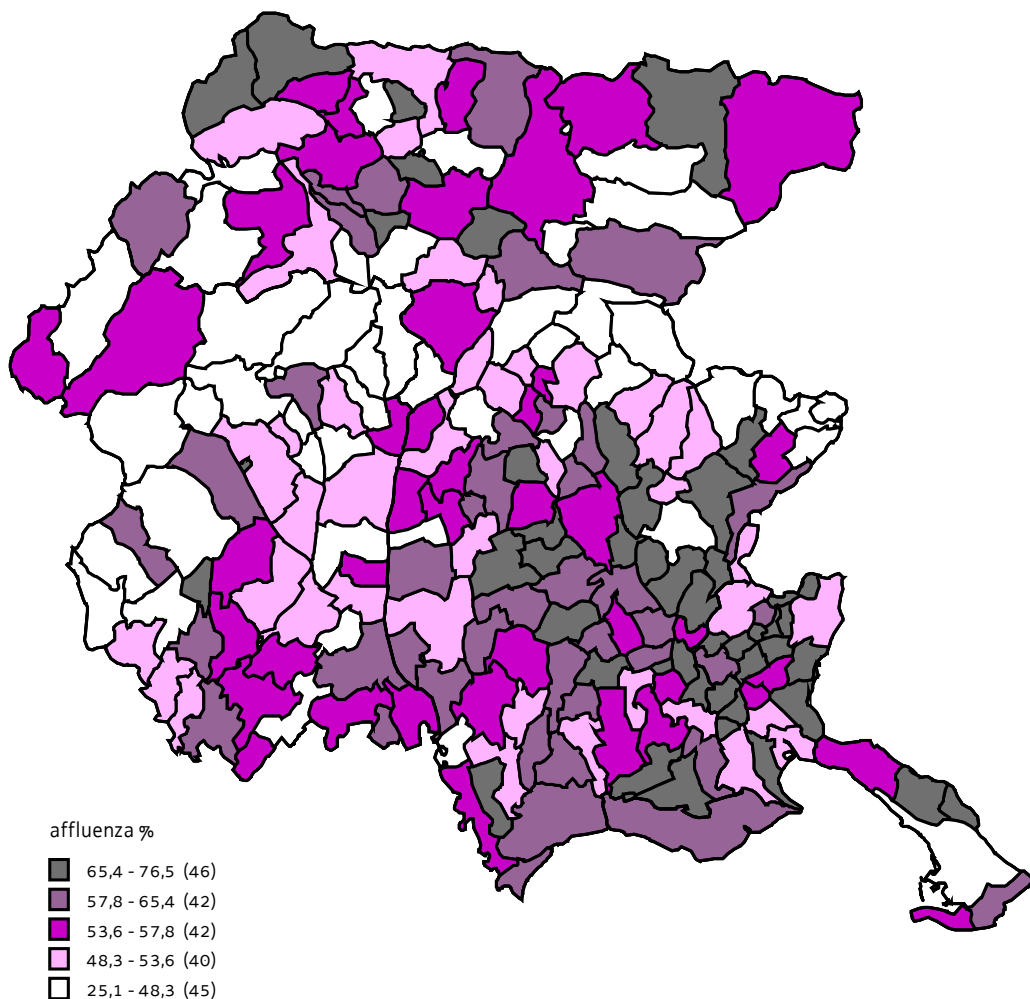 affluenza %
65,4 - 76,5 (46)
57,8 - 65,4 (42)
53,6 - 57,8 (42)
48,3 - 53,6 (40)
25,1 - 48,3 (45)